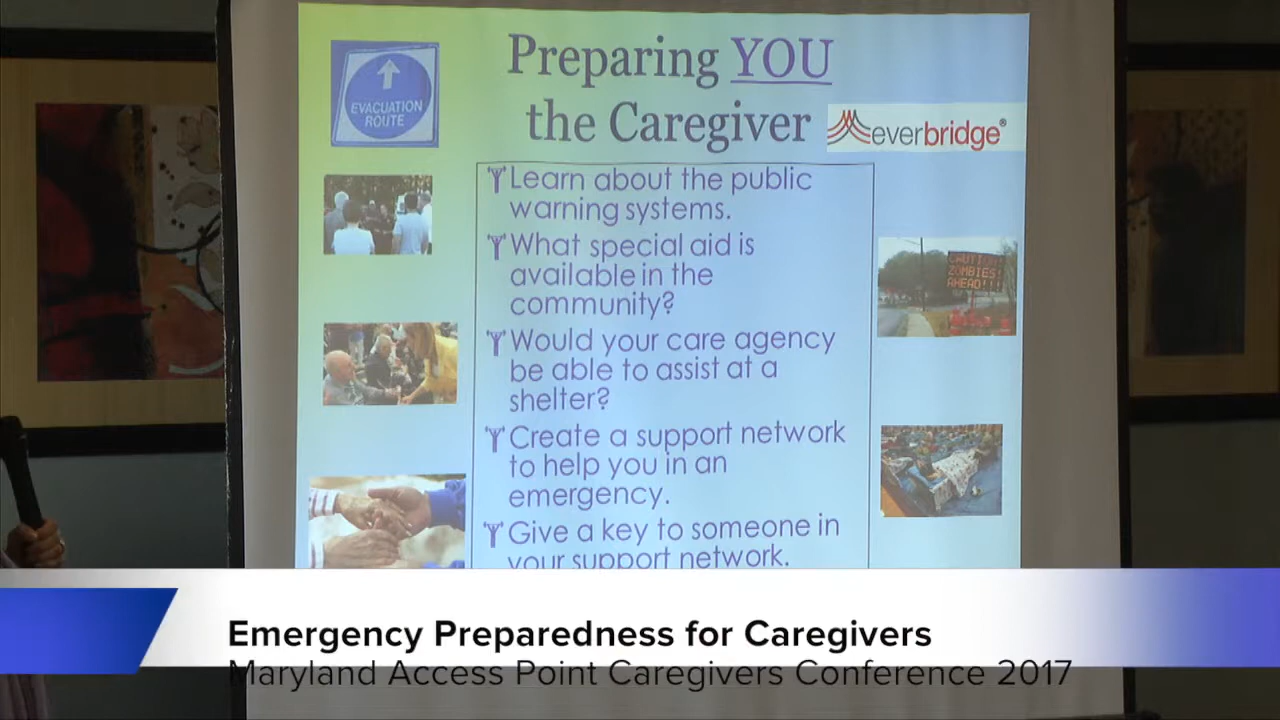 EVACUATION
ROUTE
Preparing YOU
the Caregiver
everbridge®
Learn about the public
warning systems.
What special aid is
available in the
community?
Would your care agency
be able to assist at a
shelter?
Create a support network
to help you in an
emergency.
Give a key to someone in
your support network.
CAUTION!
ZOMBIES!
AHEAD!!!
Emergency Preparedness for Caregivers
Maryland Access Point Caregivers Conference 2017